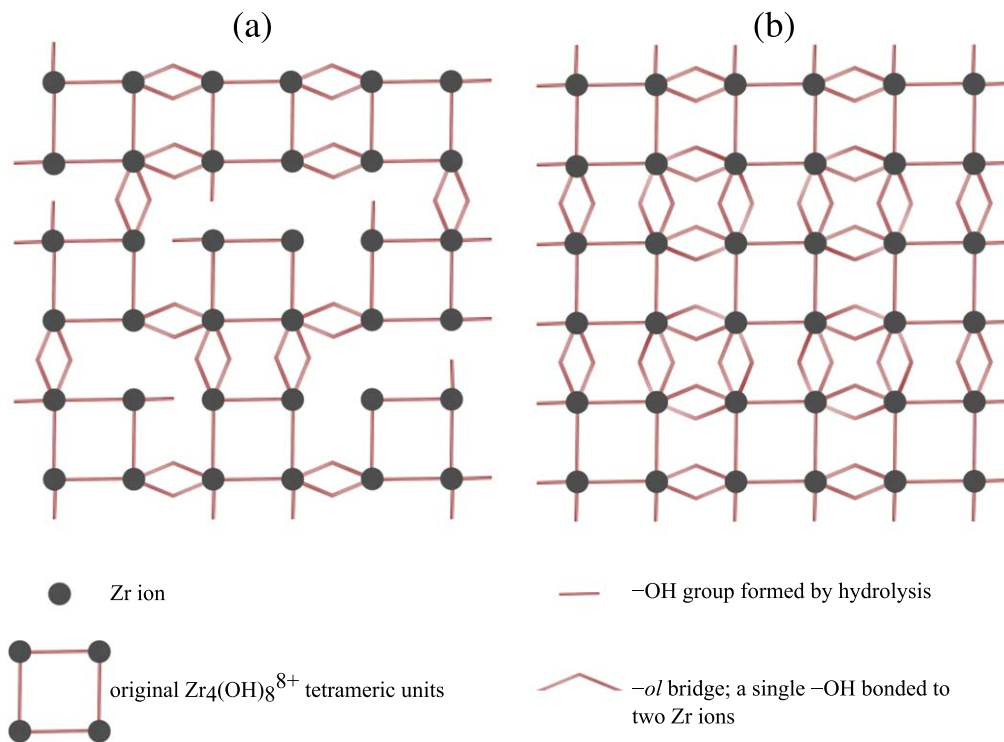 (a)
(b)
Zr ion
−OH group formed by hydrolysis
original Zr4(OH)8 8+ tetrameric units
−ol bridge; a single −OH bonded to
two Zr ions